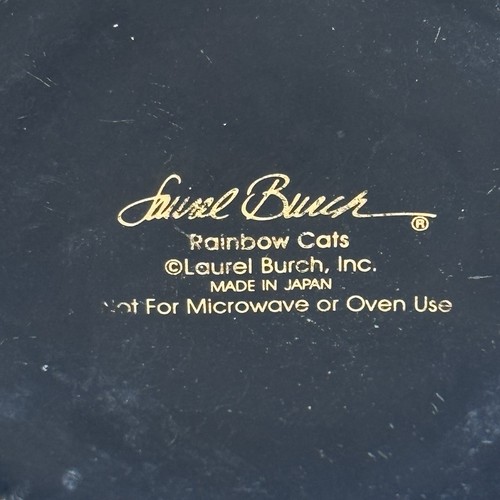 Laurel Burch ®
Rainbow Cats
©Laurel Burch, Inc.
MADE IN JAPAN
Not For Microwave or Oven Use